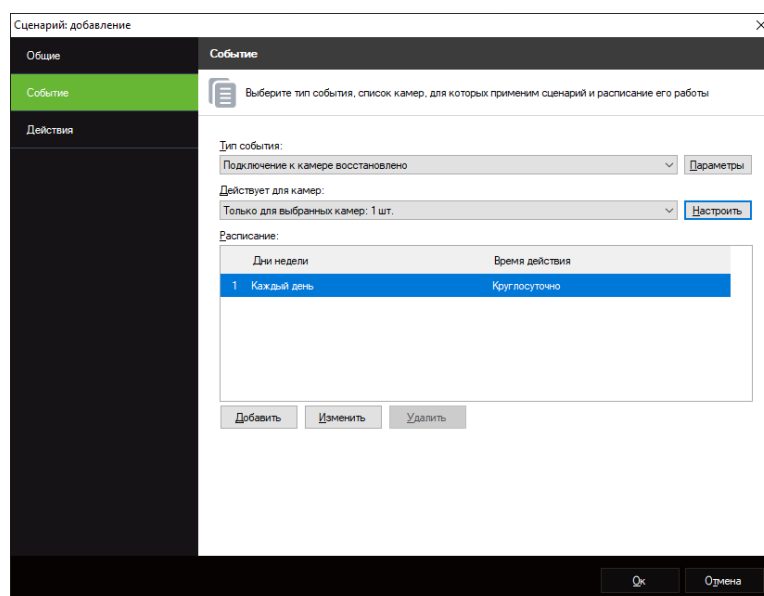 Сценарий: добавление
Общие
Событие
Действия
Событие
Выберите тип события, список камер, для которых применим сценарий и расписание его работы
Тип события:
Подключение к камере восстановлено
Параметры
Действует для камер:
Только для выбранных камер: 1 шт.
Настроить
Расписание:
Дни недели Время действия
1 Каждый день Круглосуточно
Добавить Изменить Удалить
Ок Отмена